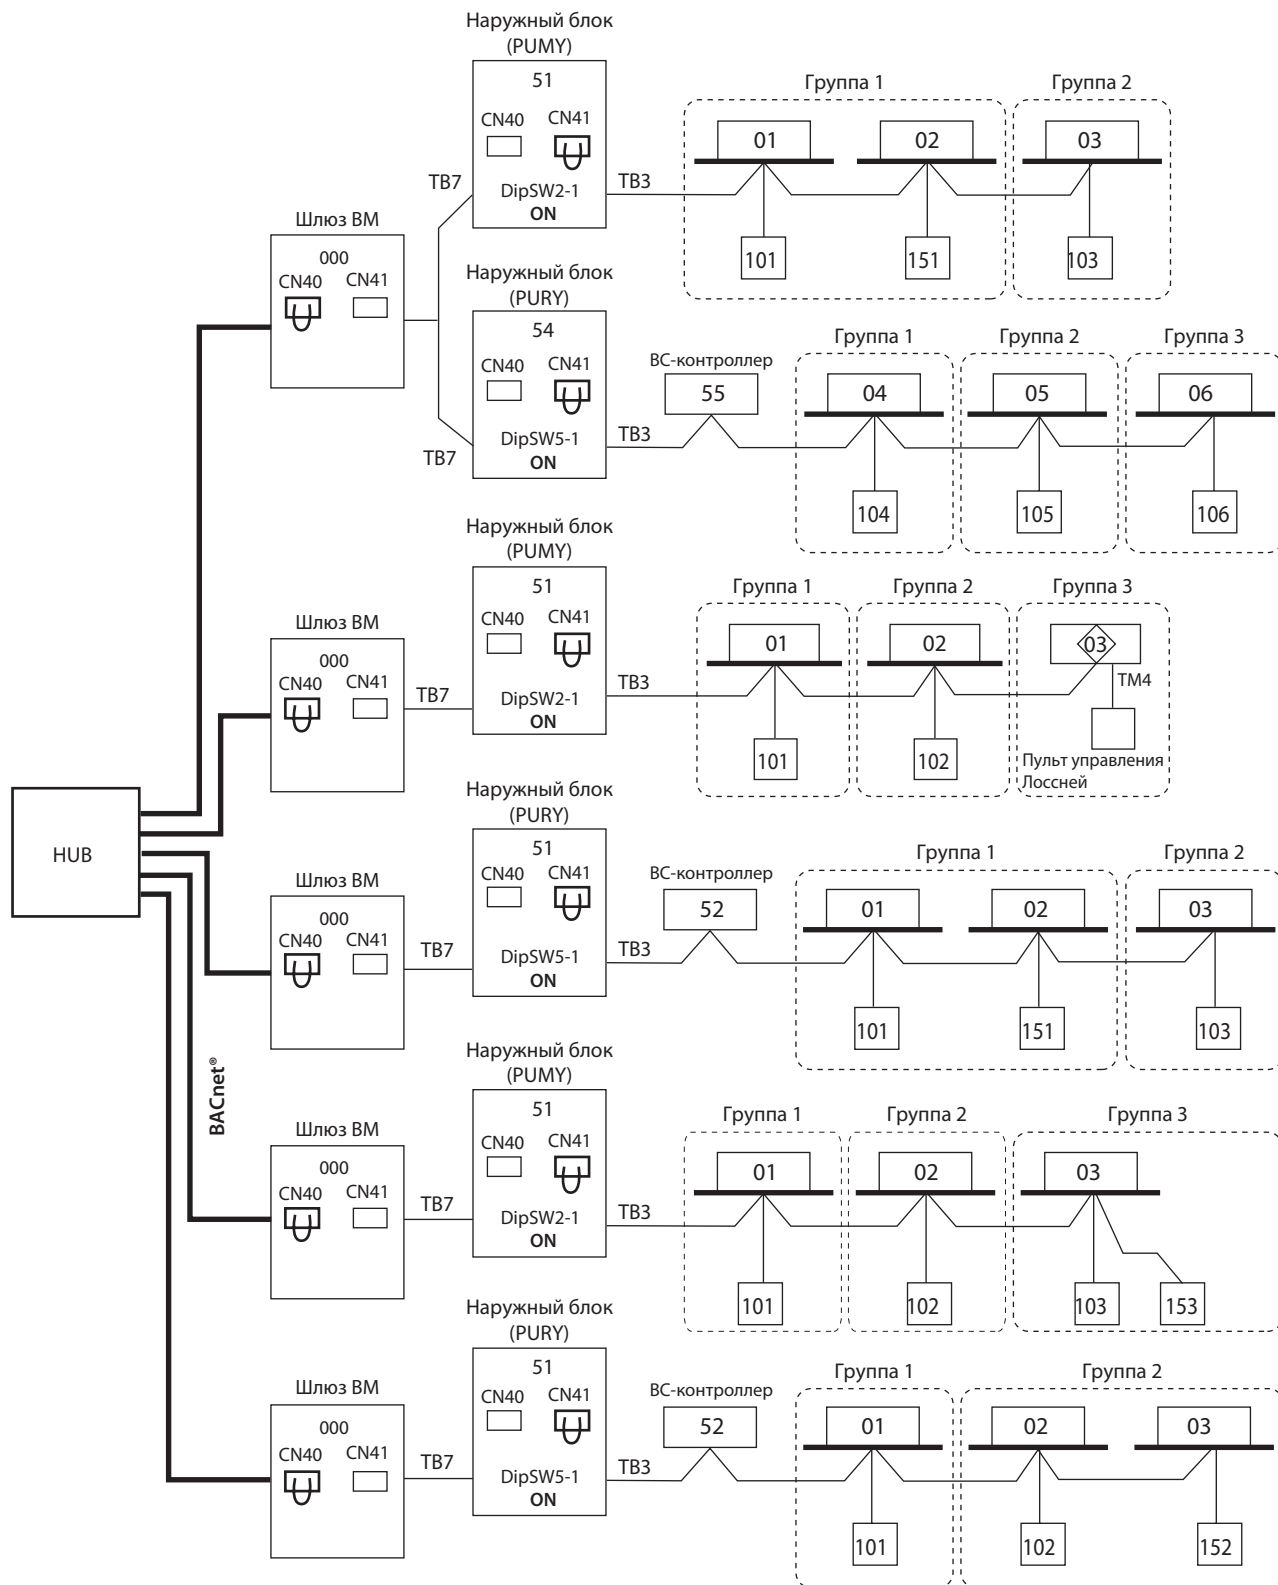 Наружный блок
(PUMY)
51
CN40
CN41
DipSW2-1
ON
TB7
TB3
Группа 1
Группа 2
01
02
03
101
151
103
Шлюз BM
000
CN40
CN41
Наружный блок
(PURY)
54
CN40
CN41
DipSW5-1
ON
TB7
TB3
BC-контроллер
55
Группа 1
Группа 2
Группа 3
04
05
06
104
105
106
Наружный блок
(PUMY)
51
CN40
CN41
DipSW2-1
ON
Шлюз BM
000
CN40
CN41
TB7
TB3
Группа 1
Группа 2
Группа 3
01
02
03
TM4
101
102
Пульт управления
Лоссней
HUB
Наружный блок
(PURY)
51
CN40
CN41
DipSW5-1
ON
Шлюз BM
000
CN40
CN41
TB7
TB3
BC-контроллер
52
Группа 1
Группа 2
01
02
03
101
151
103
BACnet®
Наружный блок
(PUMY)
51
CN40
CN41
DipSW2-1
ON
Шлюз BM
000
CN40
CN41
TB7
TB3
Группа 1
Группа 2
Группа 3
01
02
03
101
102
103
153
Наружный блок
(PURY)
51
CN40
CN41
DipSW5-1
ON
Шлюз BM
000
CN40
CN41
TB7
TB3
BC-контроллер
52
Группа 1
Группа 2
01
02
03
101
102
152